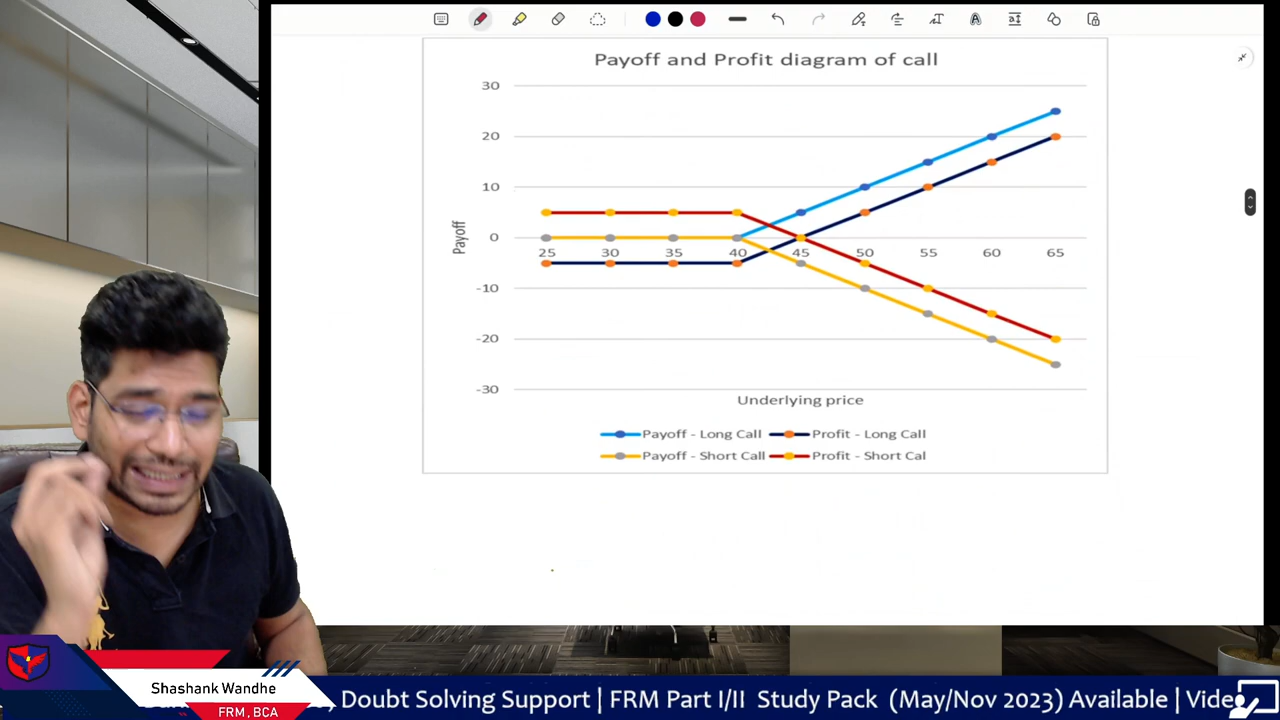 Payoff and Profit diagram of call
30
20
10
0
-10
-20
-30
Payoff
25 30 35 40 45 50 55 60 65
Underlying price
Payoff - Long Call Profit - Long Call
Payoff - Short Call Profit - Short Cal
Shashank Wandhe
FRM, BCA
Doubt Solving Support | FRM Part I/II Study Pack (May/Nov 2023) Available | Vide